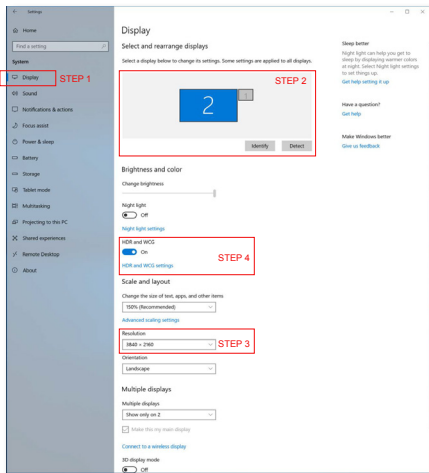 Settings
Home
Find a setting
System
Display
STEP 1
Sound
Notifications & actions
Focus assist
Power & sleep
Battery
Storage
Tablet mode
Multitasking
Projecting to this PC
Shared experiences
Remote Desktop
About
Display
Select and rearrange displays
Select a display below to change its settings. Some settings are applied to all displays.
STEP 2
2
1
Identify
Detect
Brightness and color
Change brightness
Night light
Off
Night light settings
HDR and WCG
On
STEP 4
HDR and WCG settings
Scale and layout
Change the size of text, apps, and other items
150% (Recommended)
Advanced scaling settings
Resolution
3840 × 2160
STEP 3
Orientation
Landscape
Multiple displays
Multiple displays
Show only on 2
Make this my main display
Connect to a wireless display
3D display mode
Off
Sleep better
Night light can help you get to
sleep by displaying warmer colors
at night. Select Night light settings
to set things up.
Get help setting it up
Have a question?
Get help
Make Windows better
Give us feedback